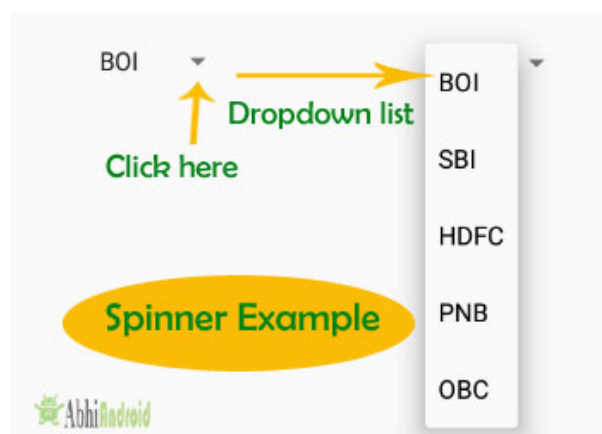 BOI
Click here
Dropdown list
BOI
SBI
HDFC
PNB
OBC
Spinner Example
AbhiAndroid